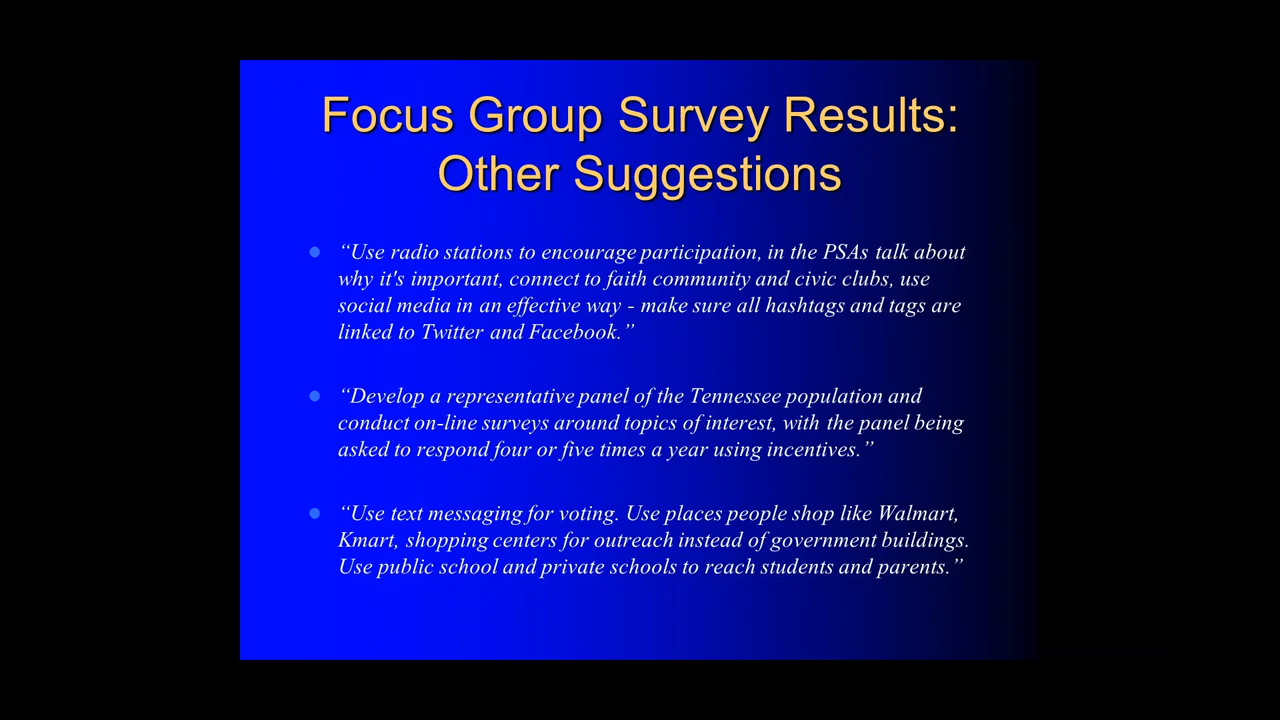 Focus Group Survey Results:
Other Suggestions
“Use radio stations to encourage participation, in the PSAs talk about
why it's important, connect to faith community and civic clubs, use
social media in an effective way - make sure all hashtags and tags are
linked to Twitter and Facebook.”
“Develop a representative panel of the Tennessee population and
conduct on-line surveys around topics of interest, with the panel being
asked to respond four or five times a year using incentives.”
“Use text messaging for voting. Use places people shop like Walmart,
Kmart, shopping centers for outreach instead of government buildings.
Use public school and private schools to reach students and parents.”